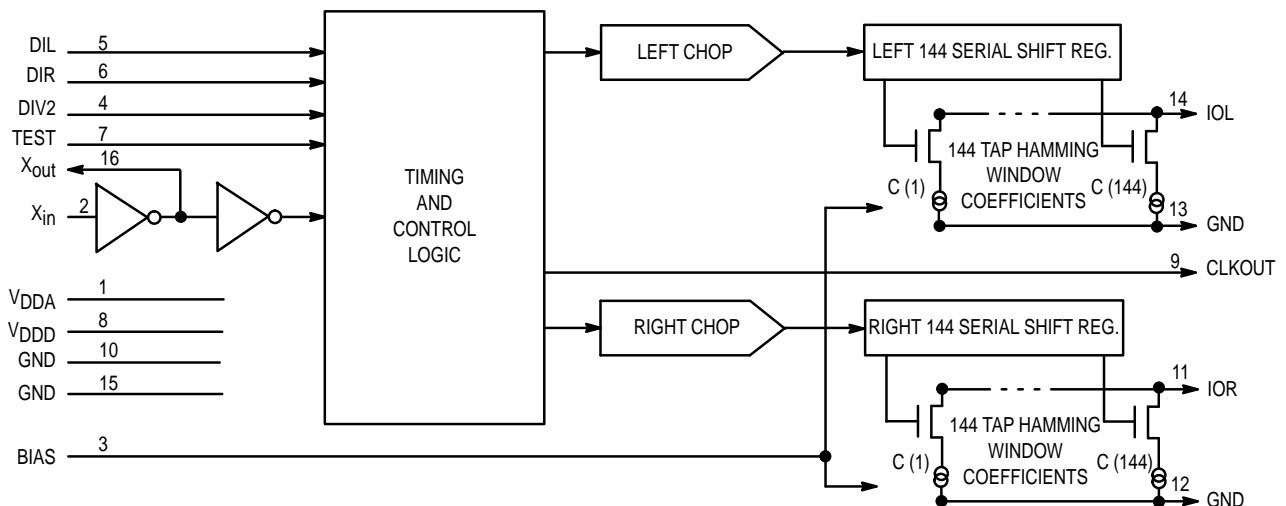 DIL 5
DIR 6
DIV2 4
TEST 7
Xout 16
Xin 2
VDDA 1
VDDD 8
GND 10
GND 15
BIAS 3
TIMING
AND
CONTROL
LOGIC
LEFT CHOP
LEFT 144 SERIAL SHIFT REG.
14 IOL
144 TAP HAMMING
WINDOW
COEFFICIENTS
C (1)
C (144)
13 GND
9 CLKOUT
RIGHT CHOP
RIGHT 144 SERIAL SHIFT REG.
11 IOR
144 TAP HAMMING
WINDOW
COEFFICIENTS
C (1)
C (144)
12 GND